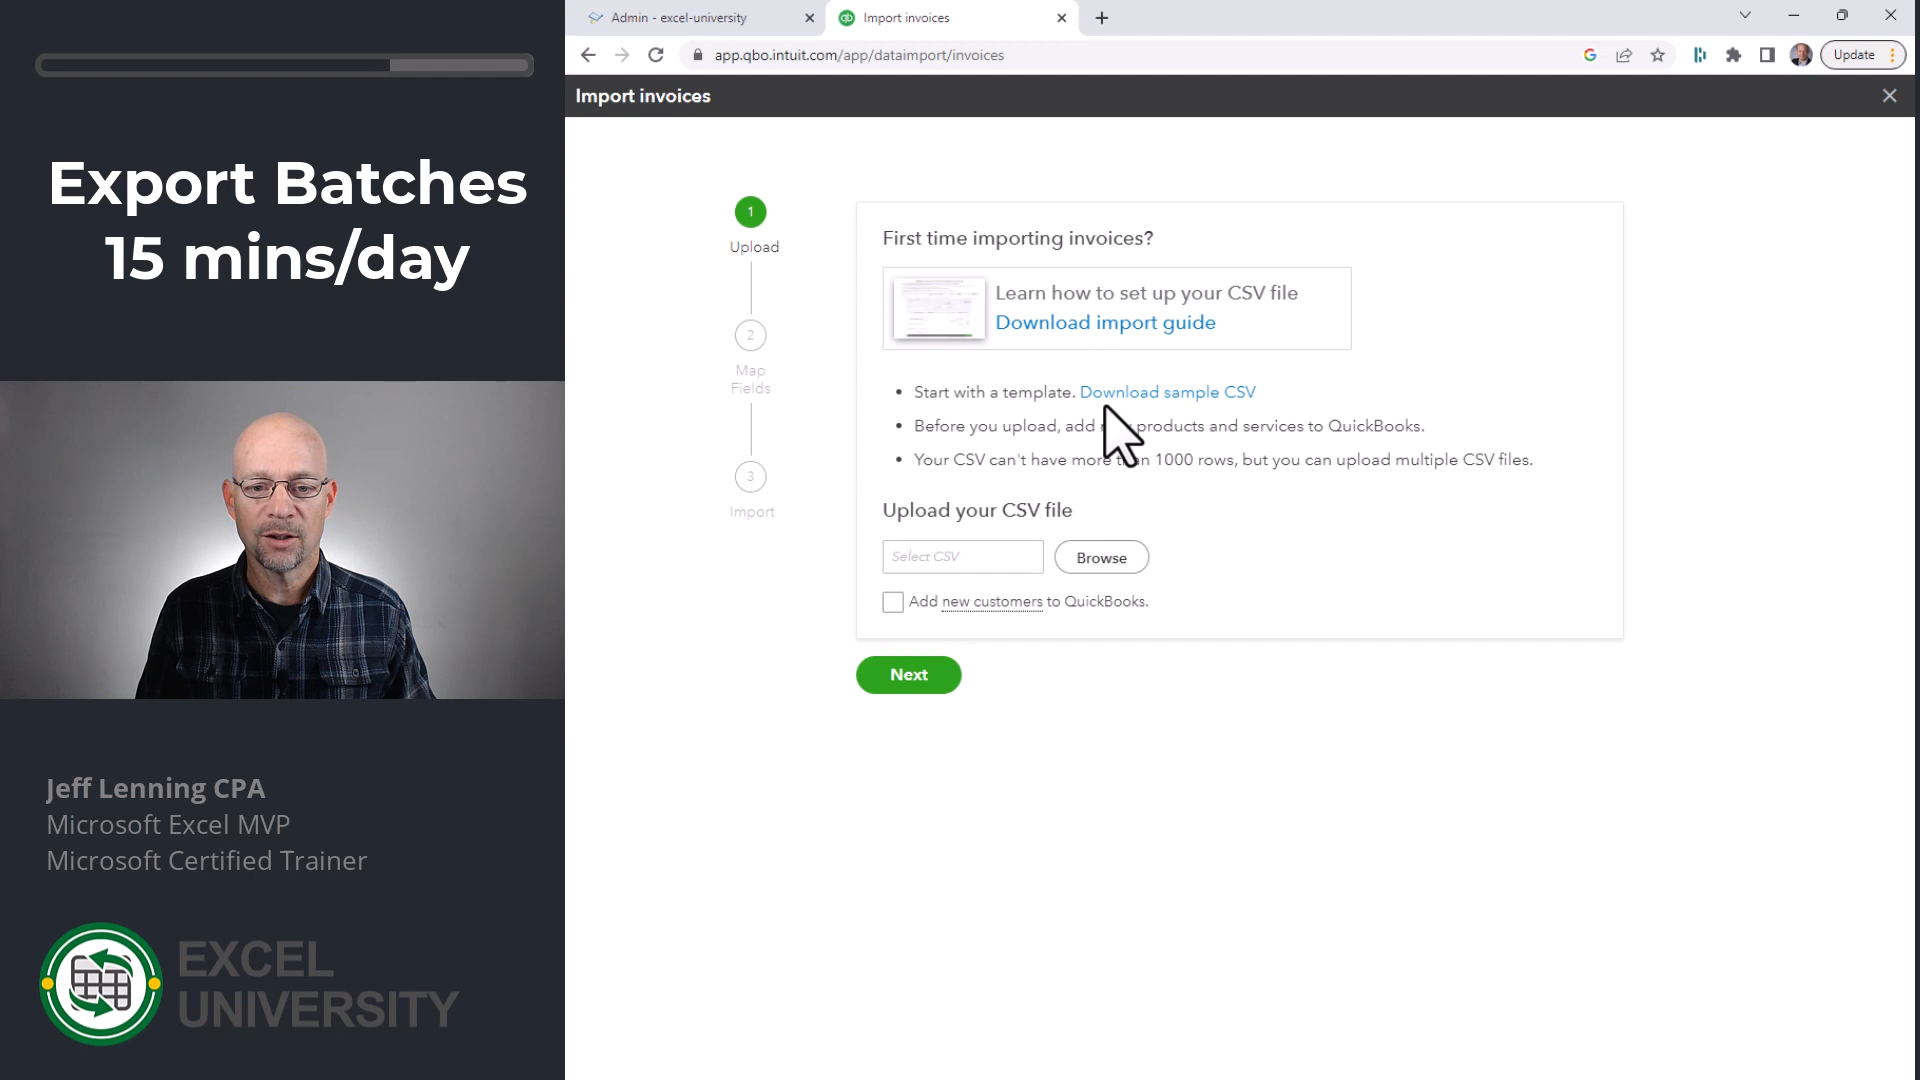 Export Batches
15 mins/day
Jeff Lenning CPA
Microsoft Excel MVP
Microsoft Certified Trainer
EXCEL
UNIVERSITY
Admin - excel-university
Import invoices
app.qbo.intuit.com/app/dataimport/invoices
Update
Import invoices
1
Upload
2
Map
Fields
3
Import
First time importing invoices?
Learn how to set up your CSV file
Download import guide
Start with a template. Download sample CSV
Before you upload, add products and services to QuickBooks.
Your CSV can't have more 1000 rows, but you can upload multiple CSV files.
Upload your CSV file
Select CSV
Browse
Add new customers to QuickBooks.
Next